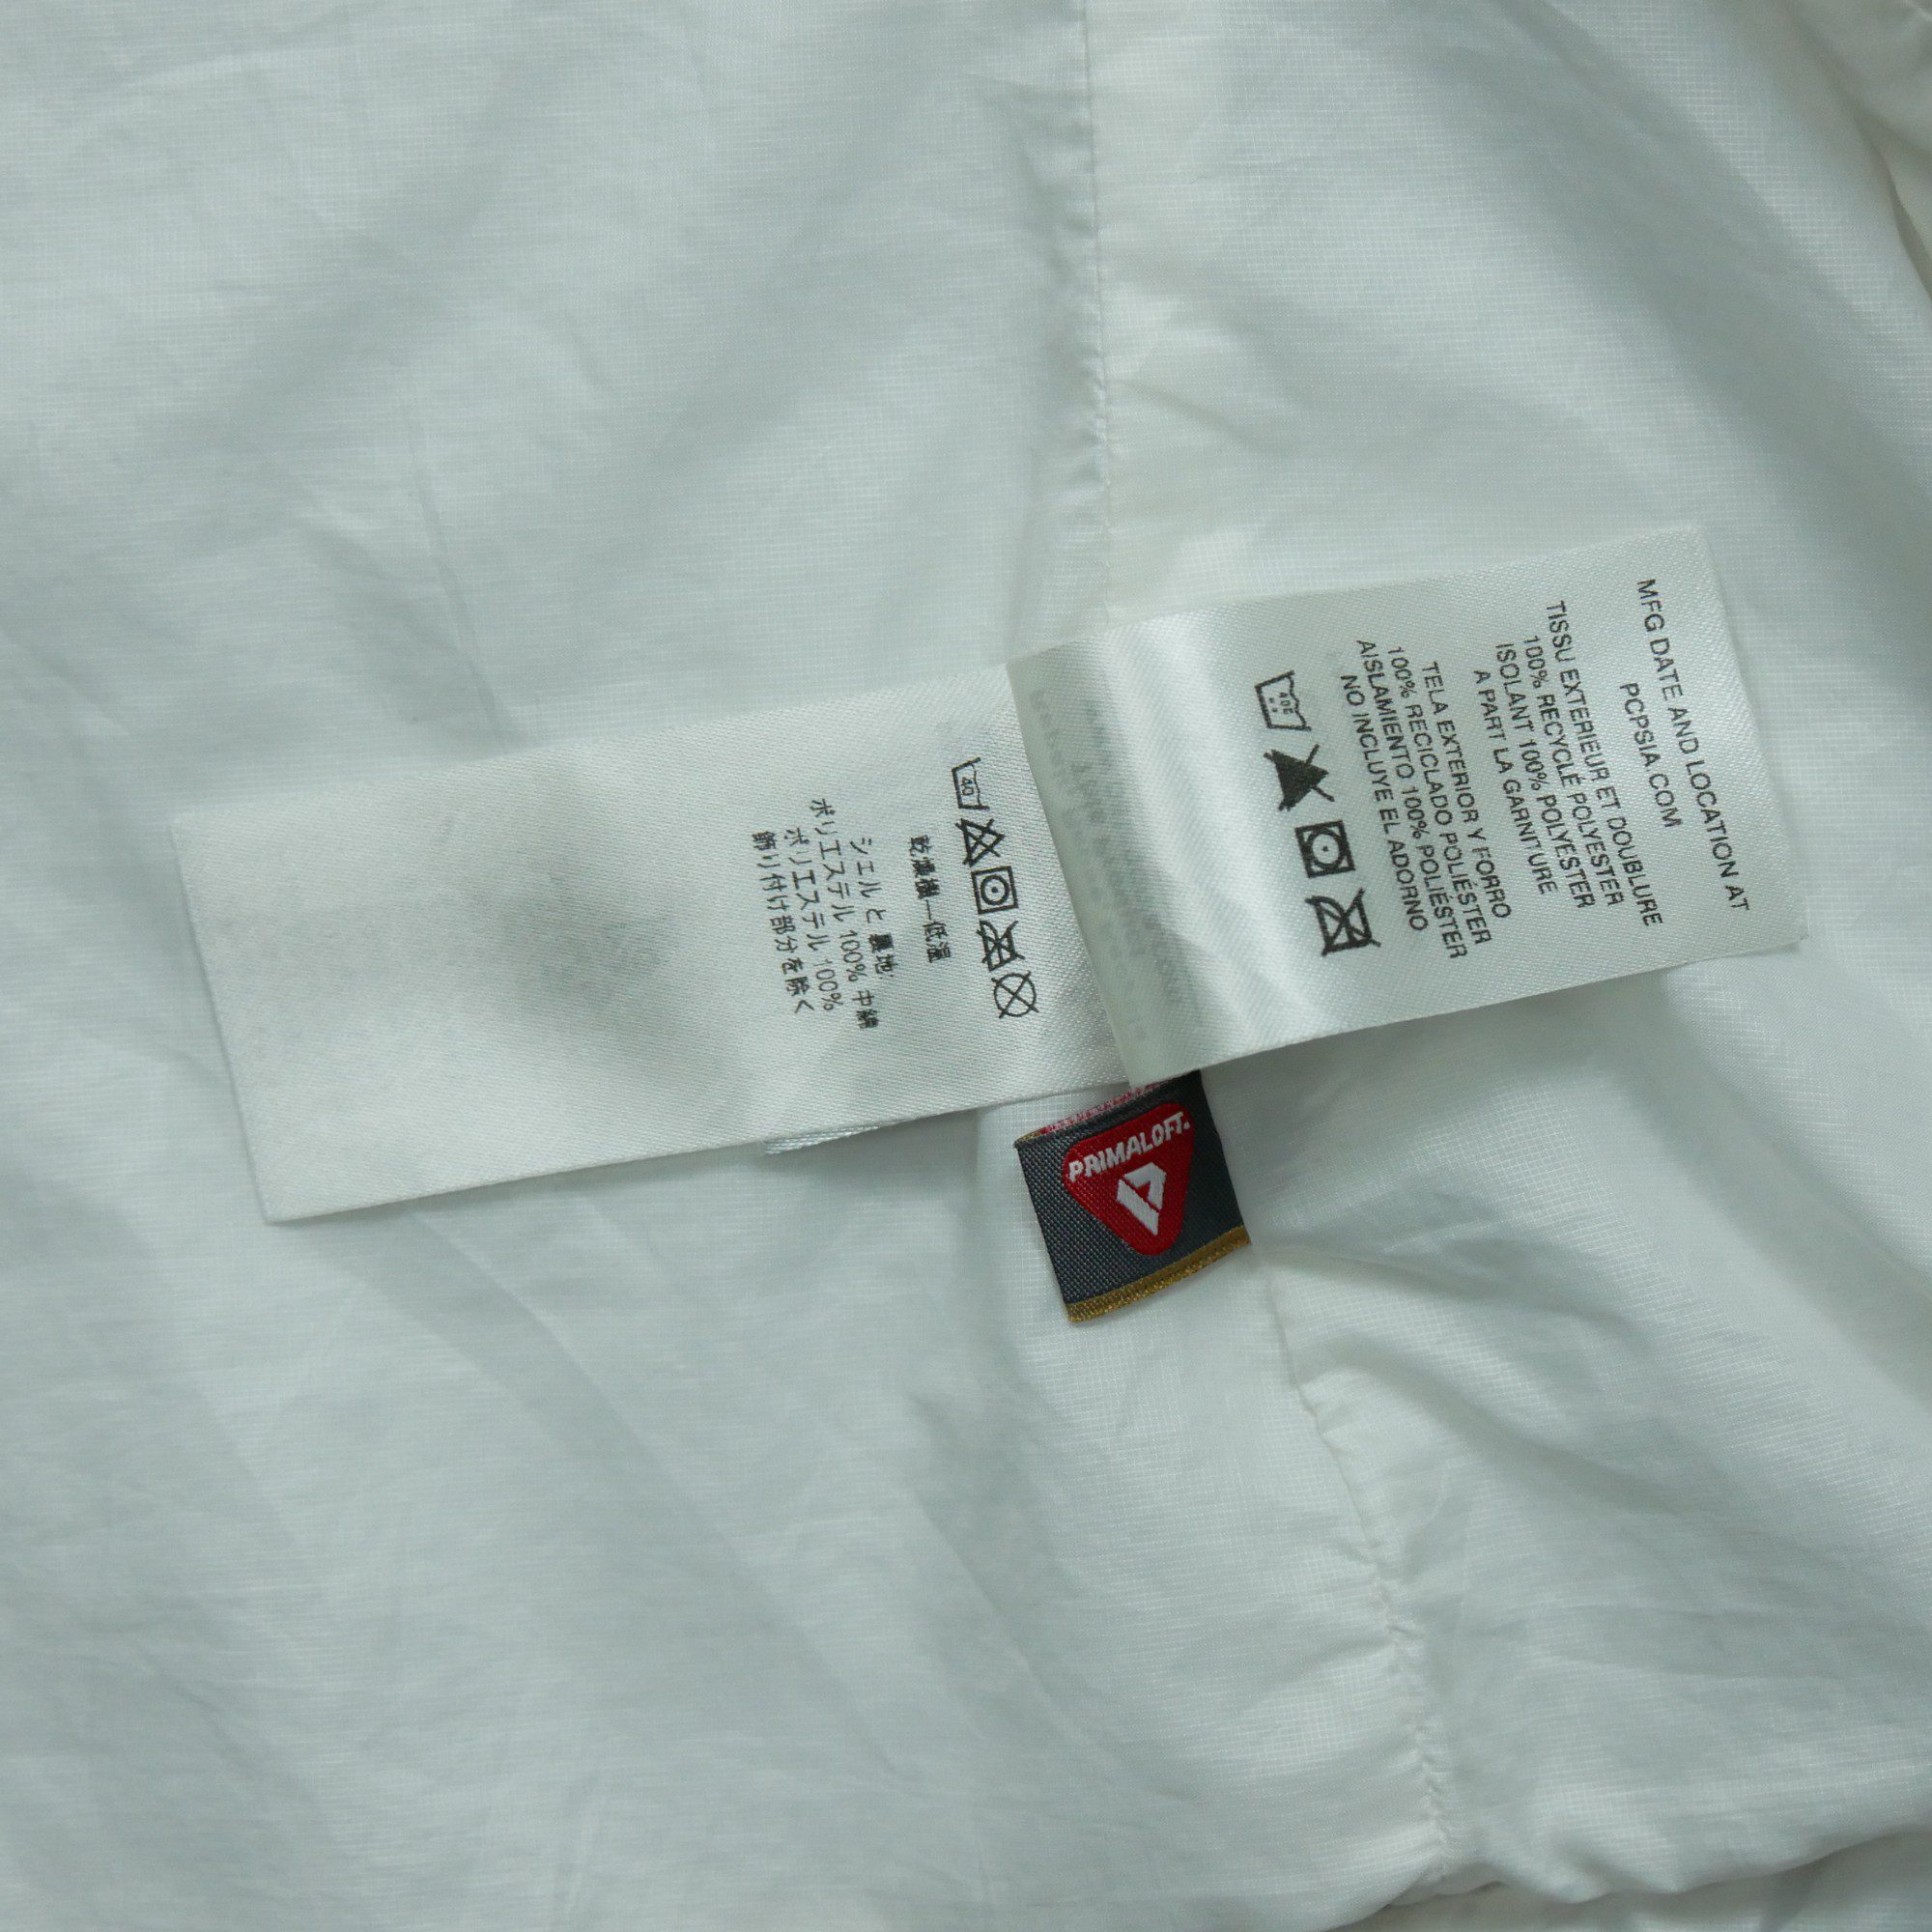 MFG DATE AND LOCATION AT
PCPSIA.COM
TISSU EXTERIEUR ET DOUBLURE
100% RECYCLÉ POLYESTER
ISOLANT 100% POLYESTER
A PART LA GARNITURE
TELA EXTERIOR Y FORRO
100% RECICLADO POLIÉSTER
AISLAMIENTO 100% POLIÉSTER
NO INCLUYE EL ADORNO
40
乾燥機—低温
シェルと裏地:
ポリエステル 100% 中綿
ポリエステル 100%
飾り付け部分を除く
PRIMALOFT.